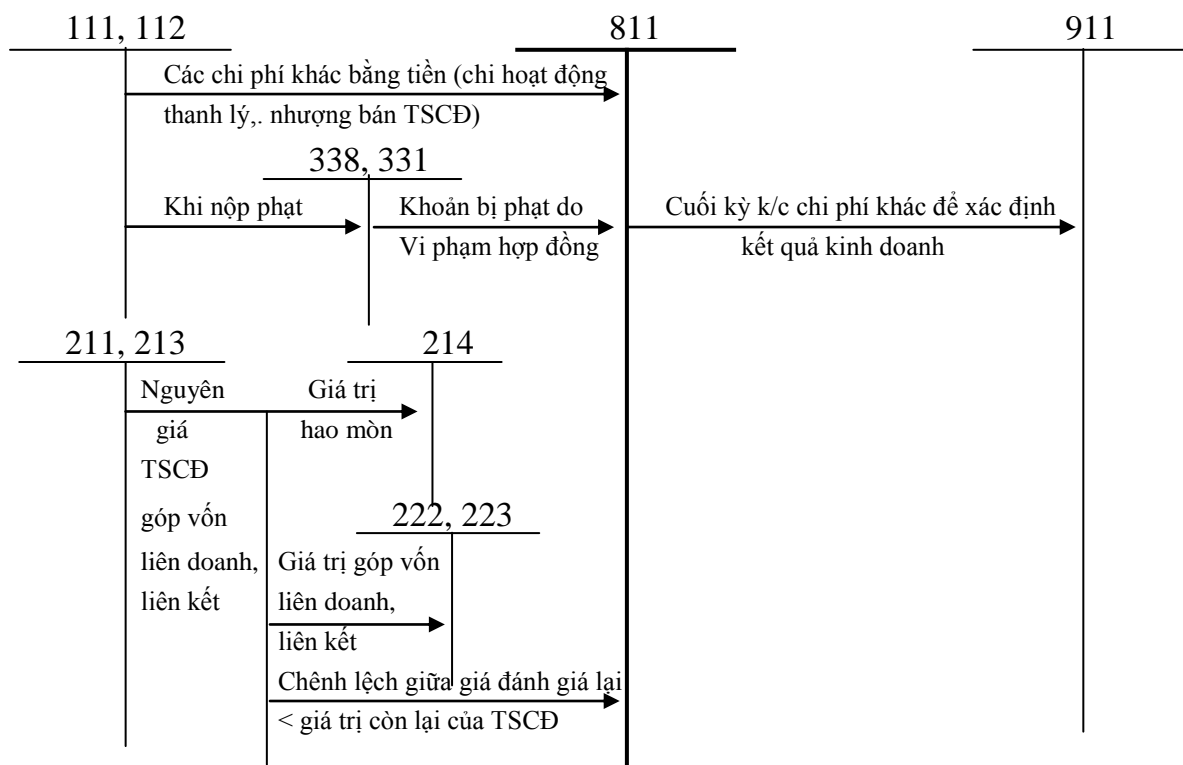 111, 112
811
911
Các chi phí khác bằng tiền (chi hoạt động
thanh lý,. nhượng bán TSCĐ)
338, 331
Khi nộp phạt
Khoản bị phạt do
Vi phạm hợp đồng
Cuối kỳ k/c chi phí khác để xác định
kết quả kinh doanh
211, 213
214
Nguyên
giá
TSCĐ
góp vốn
liên doanh,
liên kết
Giá trị
hao mòn
222, 223
Giá trị góp vốn
liên doanh,
liên kết
Chênh lệch giữa giá đánh giá lại
< giá trị còn lại của TSCĐ